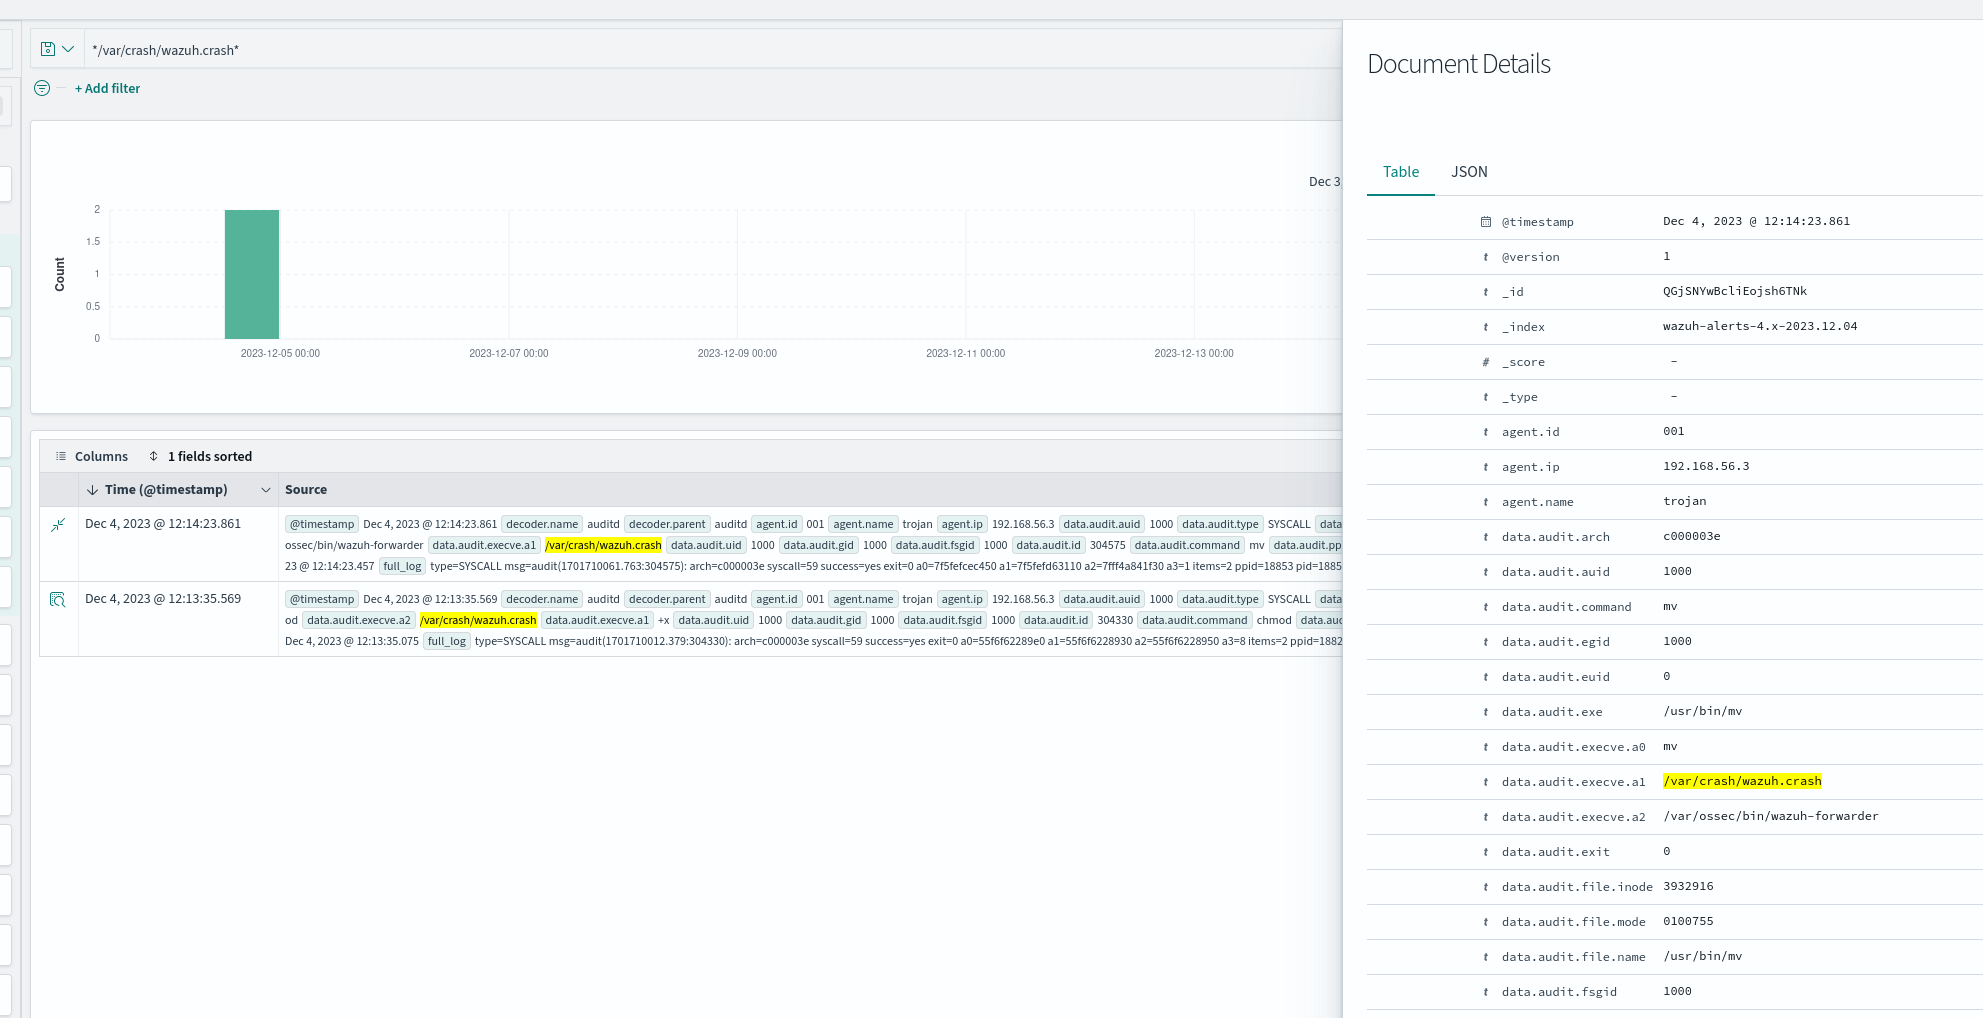 */var/crash/wazuh.crash*
+ Add filter
Dec 3
Count
2
1.5
1
0.5
0
2023-12-05 00:00 2023-12-07 00:00 2023-12-09 00:00 2023-12-11 00:00 2023-12-13 00:00
Columns 1 fields sorted
Time (@timestamp) Source
Dec 4, 2023 @ 12:14:23.861 @timestamp Dec 4, 2023 @ 12:14:23.861 decoder.name auditd decoder.parent auditd agent.id 001 agent.name trojan agent.ip 192.168.56.3 data.audit.auid 1000 data.audit.type SYSCALL data
ossec/bin/wazuh-forwarder data.audit.execve.a1 /var/crash/wazuh.crash data.audit.uid 1000 data.audit.gid 1000 data.audit.fsgid 1000 data.audit.id 304575 data.audit.command mv data.audit.pp
23 @ 12:14:23.457 full_log type=SYSCALL msg=audit(1701710061.763:304575): arch=c000003e syscall=59 success=yes exit=0 a0=7f5fefcec450 a1=7f5fefd63110 a2=7fff4a841f30 a3=1 items=2 ppid=18853 pid=1885
Dec 4, 2023 @ 12:13:35.569 @timestamp Dec 4, 2023 @ 12:13:35.569 decoder.name auditd decoder.parent auditd agent.id 001 agent.name trojan agent.ip 192.168.56.3 data.audit.auid 1000 data.audit.type SYSCALL data
od data.audit.execve.a2 /var/crash/wazuh.crash data.audit.execve.a1 +x data.audit.uid 1000 data.audit.gid 1000 data.audit.fsgid 1000 data.audit.id 304330 data.audit.command chmod data.auc
Dec 4, 2023 @ 12:13:35.075 full_log type=SYSCALL msg=audit(1701710012.379:304330): arch=c000003e syscall=59 success=yes exit=0 a0=55f6f62289e0 a1=55f6f6228930 a2=55f6f6228950 a3=8 items=2 ppid=1882
Document Details
Table JSON
@timestamp Dec 4, 2023 @ 12:14:23.861
t @version 1
t _id QGjSNYwBcliEojsh6TNk
t _index wazuh-alerts-4.x-2023.12.04
# _score -
t _type -
t agent.id 001
t agent.ip 192.168.56.3
t agent.name trojan
t data.audit.arch c000003e
t data.audit.auid 1000
t data.audit.command mv
t data.audit.egid 1000
t data.audit.euid 0
t data.audit.exe /usr/bin/mv
t data.audit.execve.a0 mv
t data.audit.execve.a1 /var/crash/wazuh.crash
t data.audit.execve.a2 /var/ossec/bin/wazuh-forwarder
t data.audit.exit 0
t data.audit.file.inode 3932916
t data.audit.file.mode 0100755
t data.audit.file.name /usr/bin/mv
t data.audit.fsgid 1000